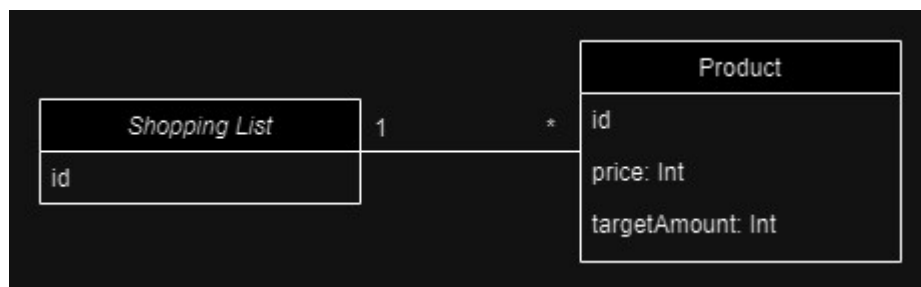 Shopping List
id
1
*
Product
id
price: Int
targetAmount: Int